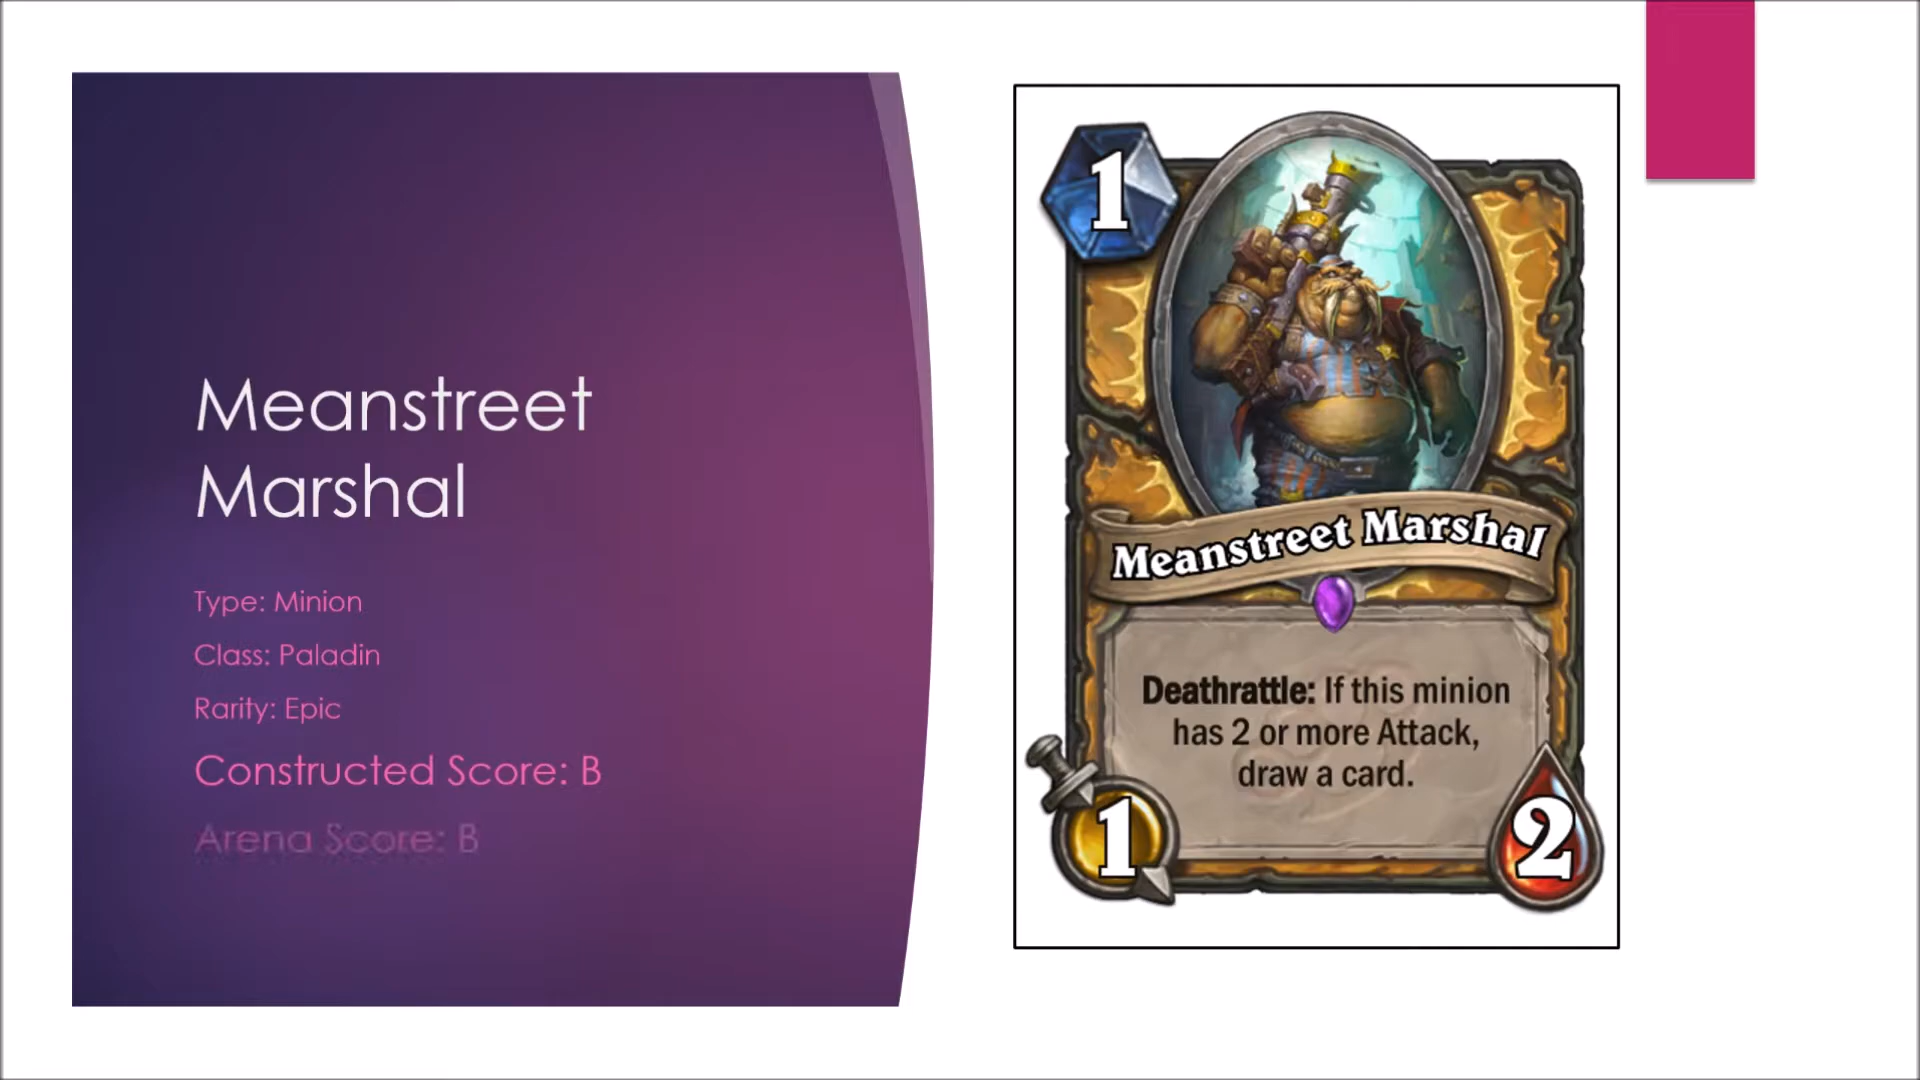 Meanstreet
Marshal
Type: Minion
Class: Paladin
Rarity: Epic
Constructed Score: B
Arena Score: B
1
Meanstreet Marshal
Deathrattle: If this minion
has 2 or more Attack,
draw a card.
1
2